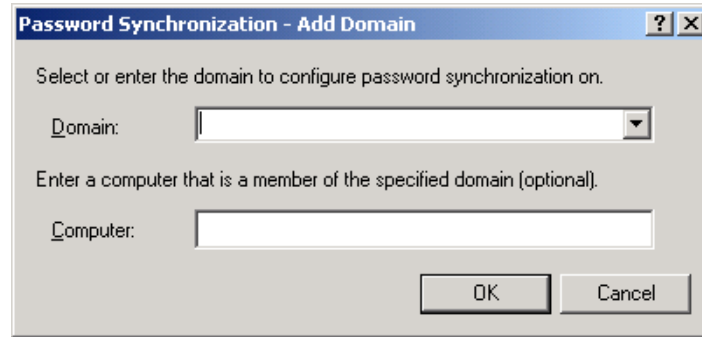 Password Synchronization - Add Domain
Select or enter the domain to configure password synchronization on.
Domain:
Enter a computer that is a member of the specified domain (optional).
Computer:
OK Cancel